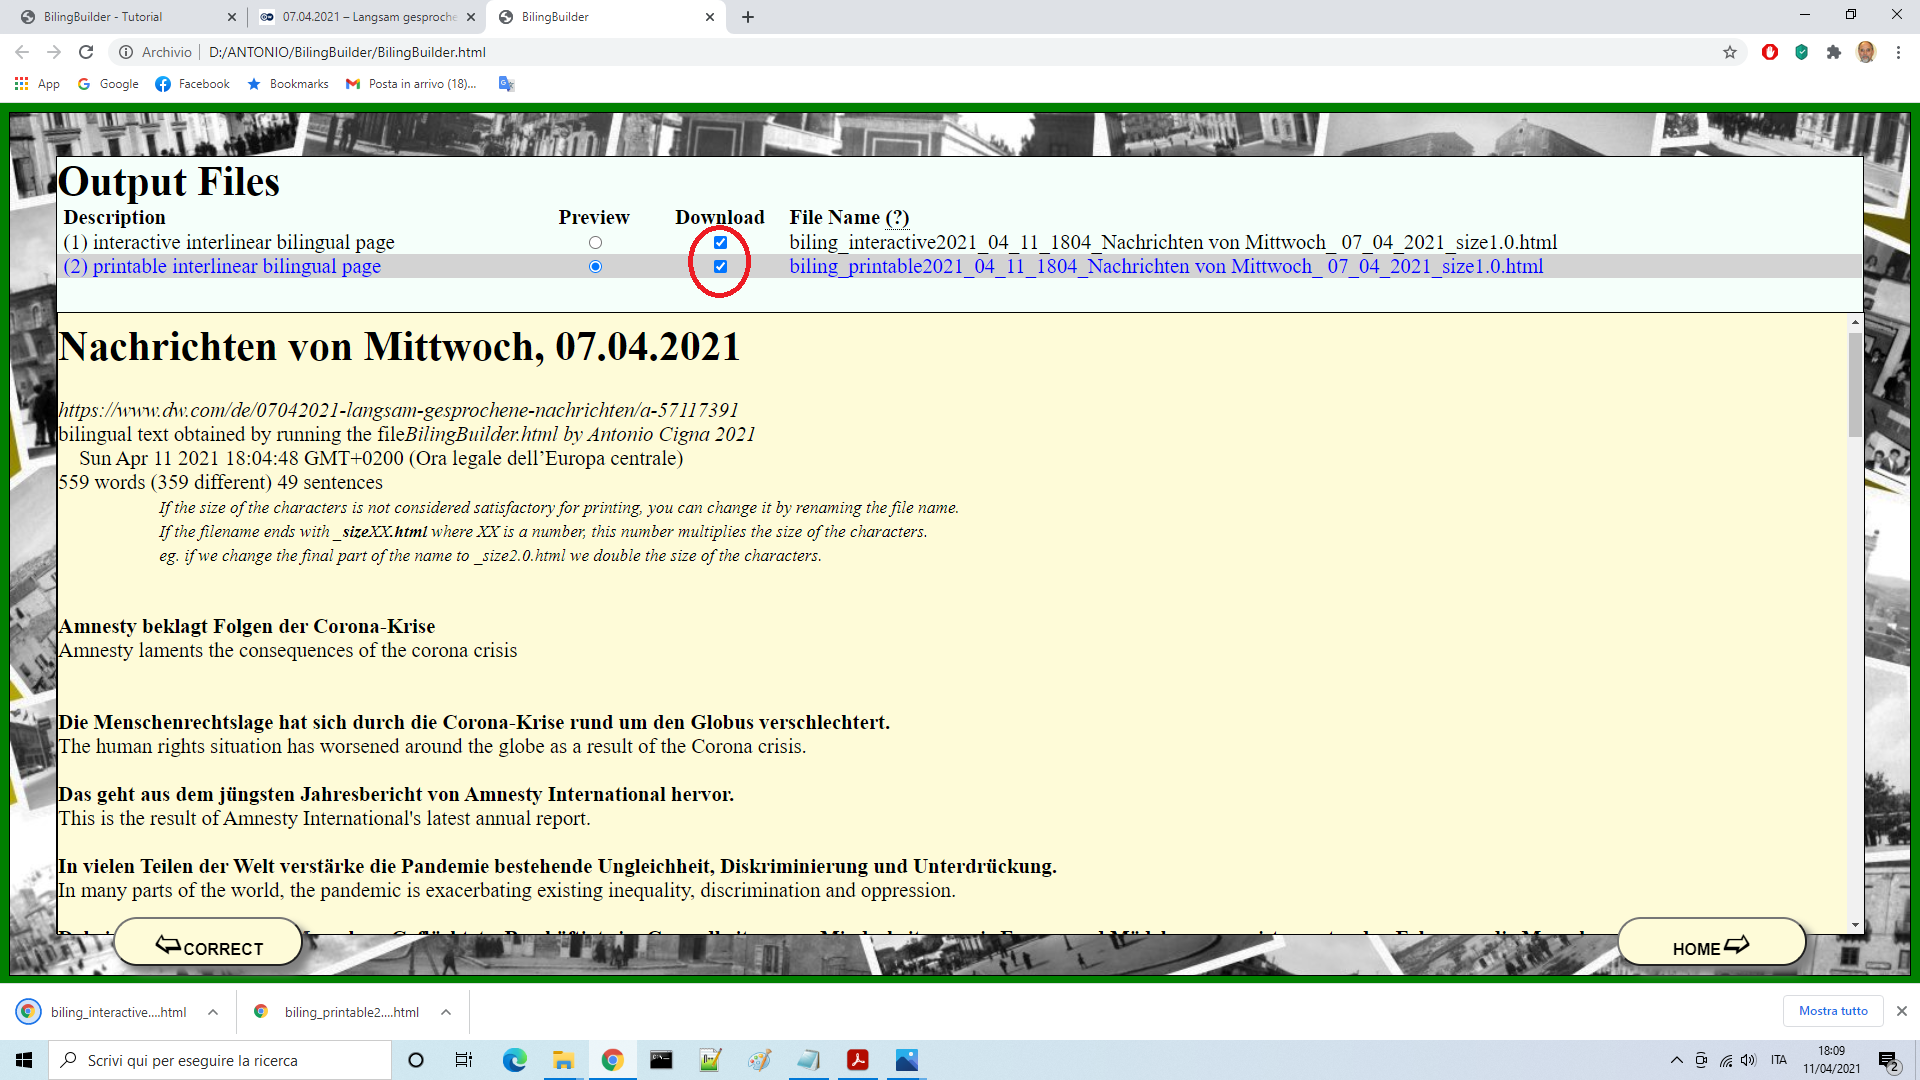 BilingBuilder - Tutorial
07.04.2021 – Langsam gesproche
BilingBuilder
Archivio
D:/ANTONIO/BilingBuilder/BilingBuilder.html
App
Google
Facebook
Bookmarks
Posta in arrivo (18)...
Output Files
Description Preview Download File Name (?)
(1) interactive interlinear bilingual page biling_interactive2021_04_11_1804_Nachrichten von Mittwoch_ 07_04_2021_size1.0.html
(2) printable interlinear bilingual page biling_printable2021_04_11_1804_Nachrichten von Mittwoch_ 07_04_2021_size1.0.html
Nachrichten von Mittwoch, 07.04.2021
https://www.dw.com/de/07042021-langsam-gesprochene-nachrichten/a-57117391
bilingual text obtained by running the fileBilingBuilder.html by Antonio Cigna 2021
Sun Apr 11 2021 18:04:48 GMT+0200 (Ora legale dell’Europa centrale)
559 words (359 different) 49 sentences
If the size of the characters is not considered satisfactory for printing, you can change it by renaming the file name.
If the filename ends with _sizeXX.html where XX is a number, this number multiplies the size of the characters.
eg. if we change the final part of the name to _size2.0.html we double the size of the characters.
Amnesty beklagt Folgen der Corona-Krise
Amnesty laments the consequences of the corona crisis
Die Menschenrechtslage hat sich durch die Corona-Krise rund um den Globus verschlechtert.
The human rights situation has worsened around the globe as a result of the Corona crisis.
Das geht aus dem jüngsten Jahresbericht von Amnesty International hervor.
This is the result of Amnesty International's latest annual report.
In vielen Teilen der Welt verstärke die Pandemie bestehende Ungleichheit, Diskriminierung und Unterdrückung.
In many parts of the world, the pandemic is exacerbating existing inequality, discrimination and oppression.
CORRECT
HOME
biling_interactive....html
biling_printable2....html
Mostra tutto
Scrivi qui per eseguire la ricerca
ITA
18:09
11/04/2021
2